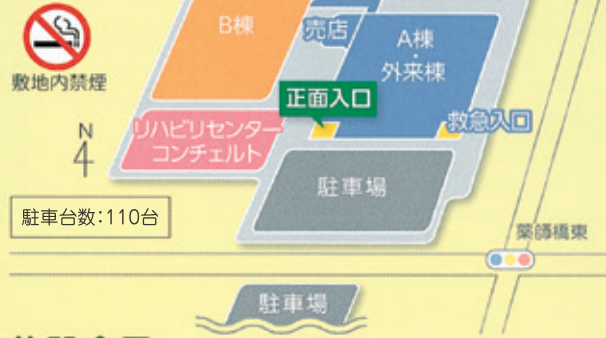 B棟
売店
A棟
・
外来棟
敷地内禁煙
正面入口
救急入口
リハビリセンター
コンチェルト
N
駐車場
駐車台数:110台
薬師橋東
駐車場